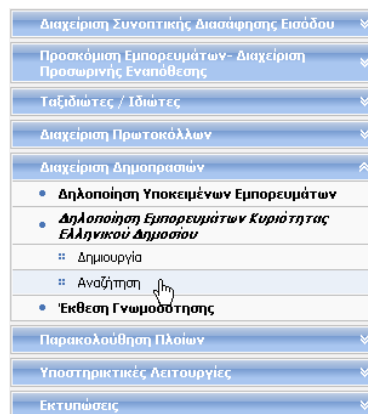 Διαχείριση Συνοπτικής Διασάφησης Εισόδου
Προσκόμιση Εμπορευμάτων- Διαχείριση
Προσωρινής Εναπόθεσης
Ταξιδιώτες / Ιδιώτες
Διαχείριση Πρωτοκόλλων
Διαχείριση Δημοπρασιών
Δηλοποίηση Υποκειμένων Εμπορευμάτων
Δηλοποίηση Εμπορευμάτων Κυριότητας
Ελληνικού Δημοσίου
Δημιουργία
Αναζήτηση
Έκθεση Γνωμοδότησης
Παρακολούθηση Πλοίων
Υποστηρικτικές Λειτουργίες
Εκτυπώσεις